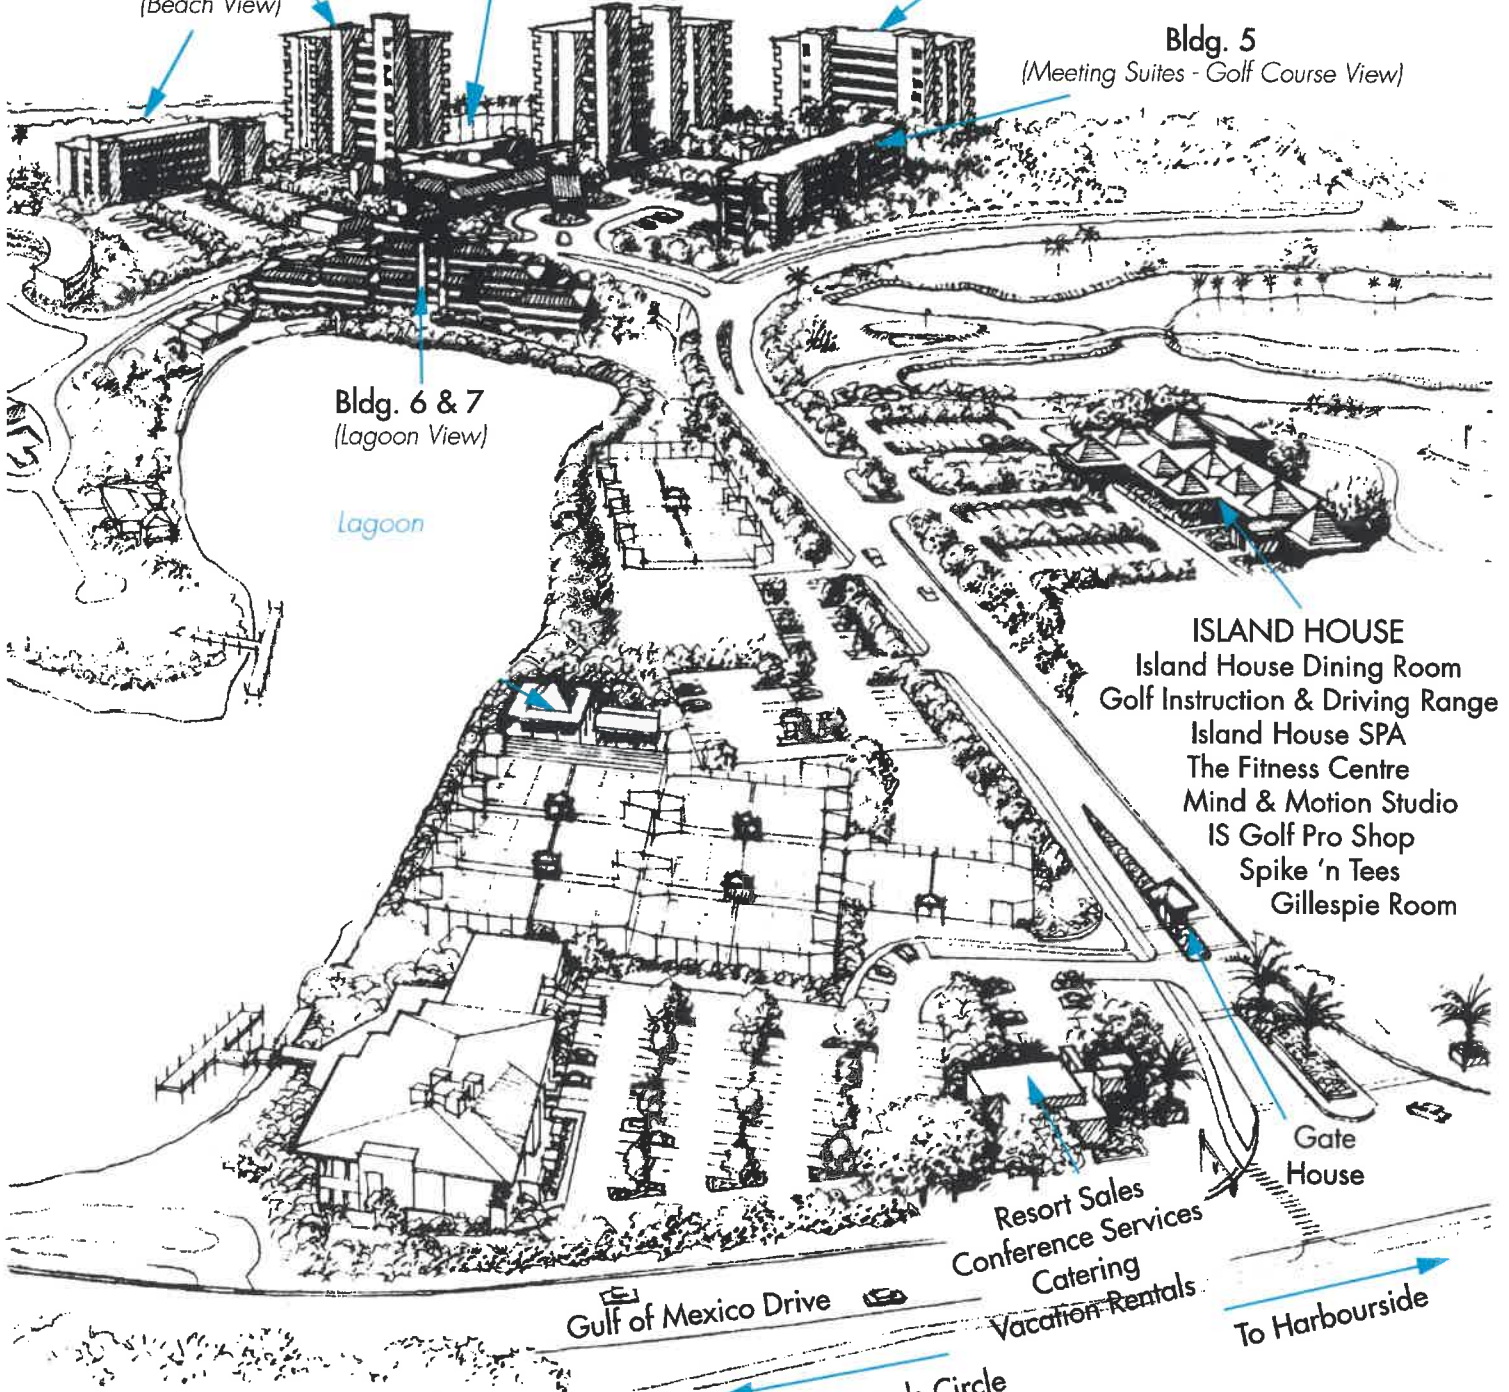 (Beach View)
Bldg. 5
(Meeting Suites - Golf Course View)
Bldg. 6 & 7
(Lagoon View)
Lagoon
ISLAND HOUSE
Island House Dining Room
Golf Instruction & Driving Range
Island House SPA
The Fitness Centre
Mind & Motion Studio
IS Golf Pro Shop
Spike ‘n Tees
Gillespie Room
Gate
House
Resort Sales
Conference Services
Catering
Vacation Rentals
Gulf of Mexico Drive
To Harbourside
Circle